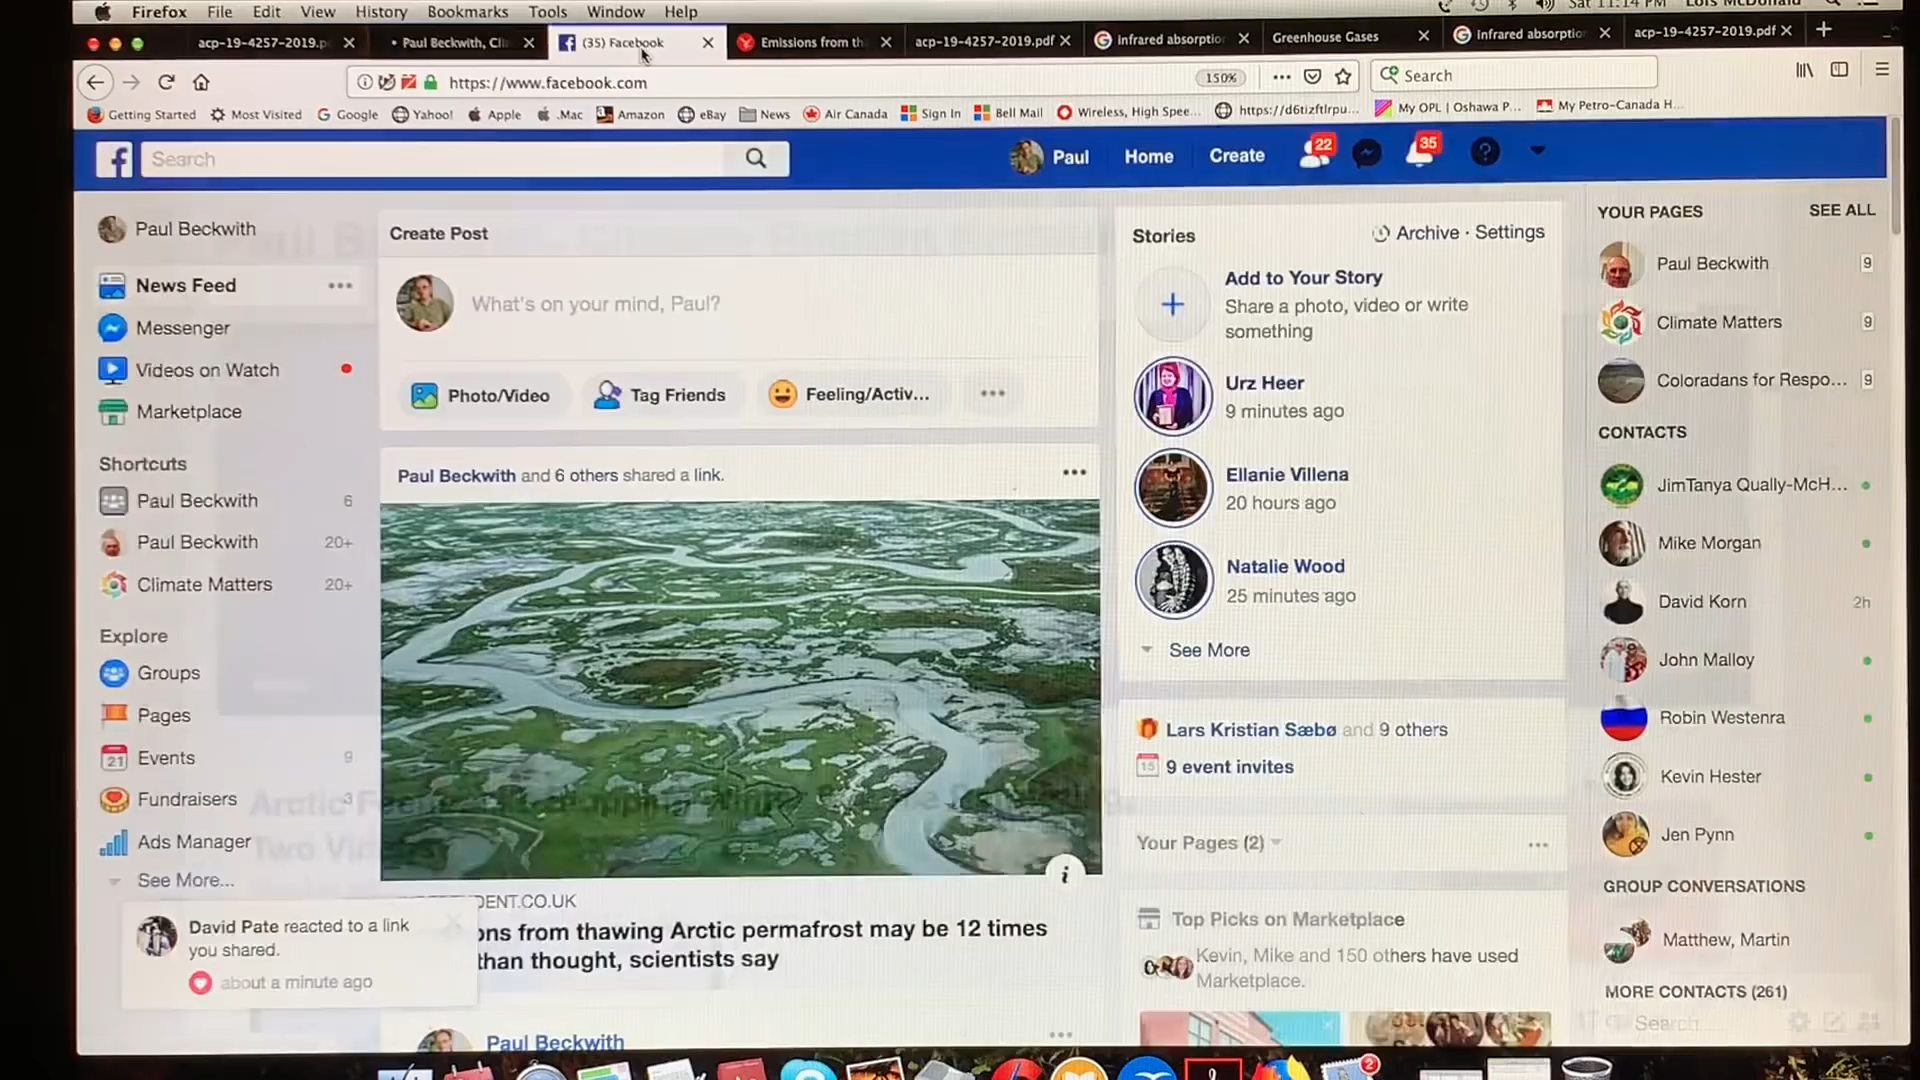 Firefox File Edit View History Bookmarks Tools Window Help Sat 11:14 PM Lois McDonald
acp-19-4257-2019.p
Paul Beckwith, Cli
(35) Facebook
Emissions from th
acp-19-4257-2019.pdf
Infrared absorptio
Greenhouse Gases
Infrared absorptio
acp-19-4257-2019.pdf
https://www.facebook.com
150%
Search
Getting Started Most Visited Google Yahoo! Apple .Mac Amazon eBay News Air Canada Sign In Bell Mail Wireless, High Spee... https://d6tizftlrpu... My OPL | Oshawa P... My Petro-Canada H...
Search
Paul Home Create 22 35
Paul Beckwith
News Feed
Messenger
Videos on Watch
Marketplace
Shortcuts
Paul Beckwith 6
Paul Beckwith 20+
Climate Matters 20+
Explore
Groups
Pages
Events 9
Fundraisers 3
Ads Manager
See More...
David Pate reacted to a link
you shared.
about a minute ago
Create Post
What's on your mind, Paul?
Photo/Video
Tag Friends
Feeling/Activ...
Paul Beckwith and 6 others shared a link.
DENT.CO.UK
ons from thawing Arctic permafrost may be 12 times
than thought, scientists say
Paul Beckwith
Stories
Archive · Settings
Add to Your Story
Share a photo, video or write
something
Urz Heer
9 minutes ago
Ellanie Villena
20 hours ago
Natalie Wood
25 minutes ago
See More
Lars Kristian Sæbø and 9 others
9 event invites
Your Pages (2)
Top Picks on Marketplace
Kevin, Mike and 150 others have used
Marketplace.
YOUR PAGES SEE ALL
Paul Beckwith 9
Climate Matters 9
Coloradans for Respo... 9
CONTACTS
JimTanya Qually-McH...
Mike Morgan
David Korn 2h
John Malloy
Robin Westenra
Kevin Hester
Jen Pynn
GROUP CONVERSATIONS
Matthew, Martin
MORE CONTACTS (261)
Search
2